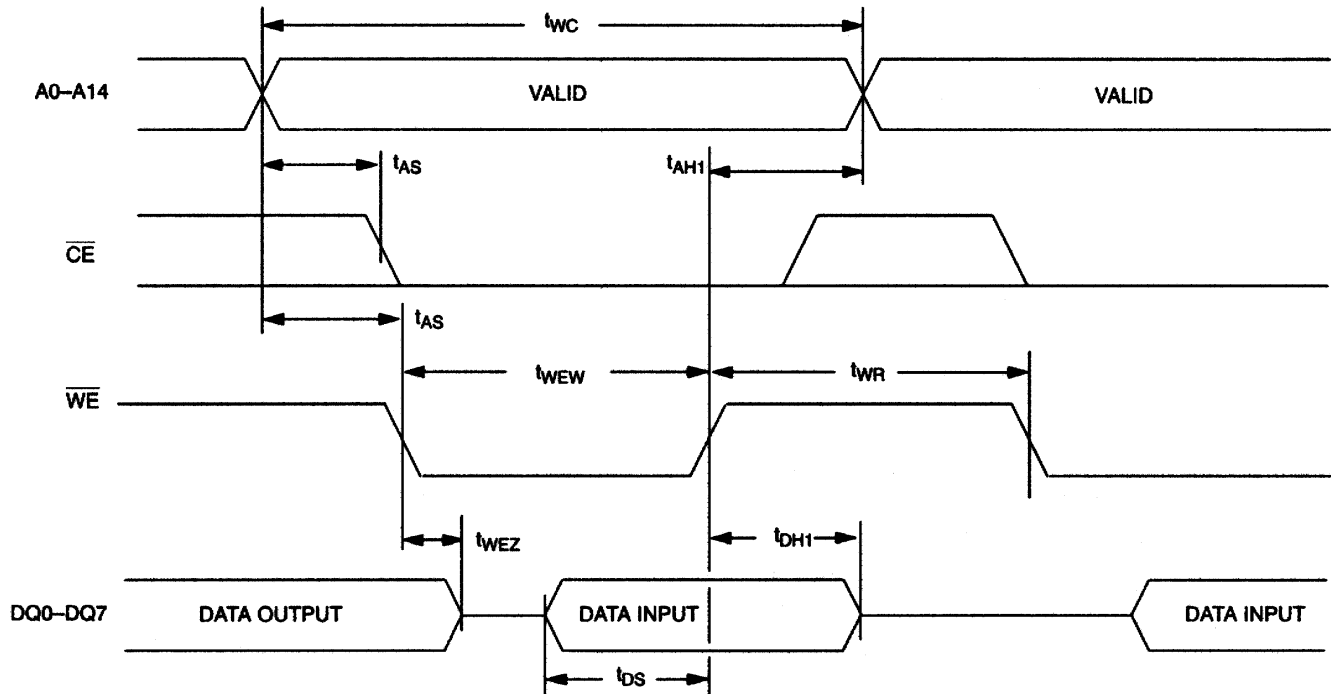 tWC
A0–A14 VALID VALID
tAS tAH1
CE
tAS
tWEW tWR
WE
tWEZ tDH1
DQ0–DQ7 DATA OUTPUT DATA INPUT DATA INPUT
tDS